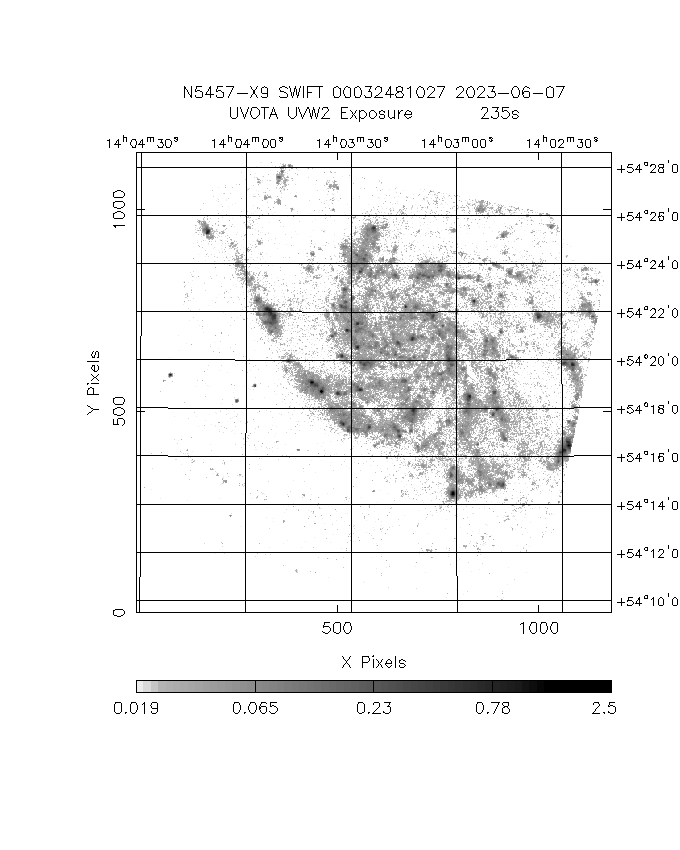 N5457-X9 SWIFT 00032481027 2023-06-07
UVOTA UVW2 Exposure 235s
14ʰ04ᵐ30ˢ 14ʰ04ᵐ00ˢ 14ʰ03ᵐ30ˢ 14ʰ03ᵐ00ˢ 14ʰ02ᵐ30ˢ
+54°28'0
+54°26'0
+54°24'0
+54°22'0
+54°20'0
+54°18'0
+54°16'0
+54°14'0
+54°12'0
+54°10'0
1000
500
0
Y Pixels
500 1000
X Pixels
0.019 0.065 0.23 0.78 2.5